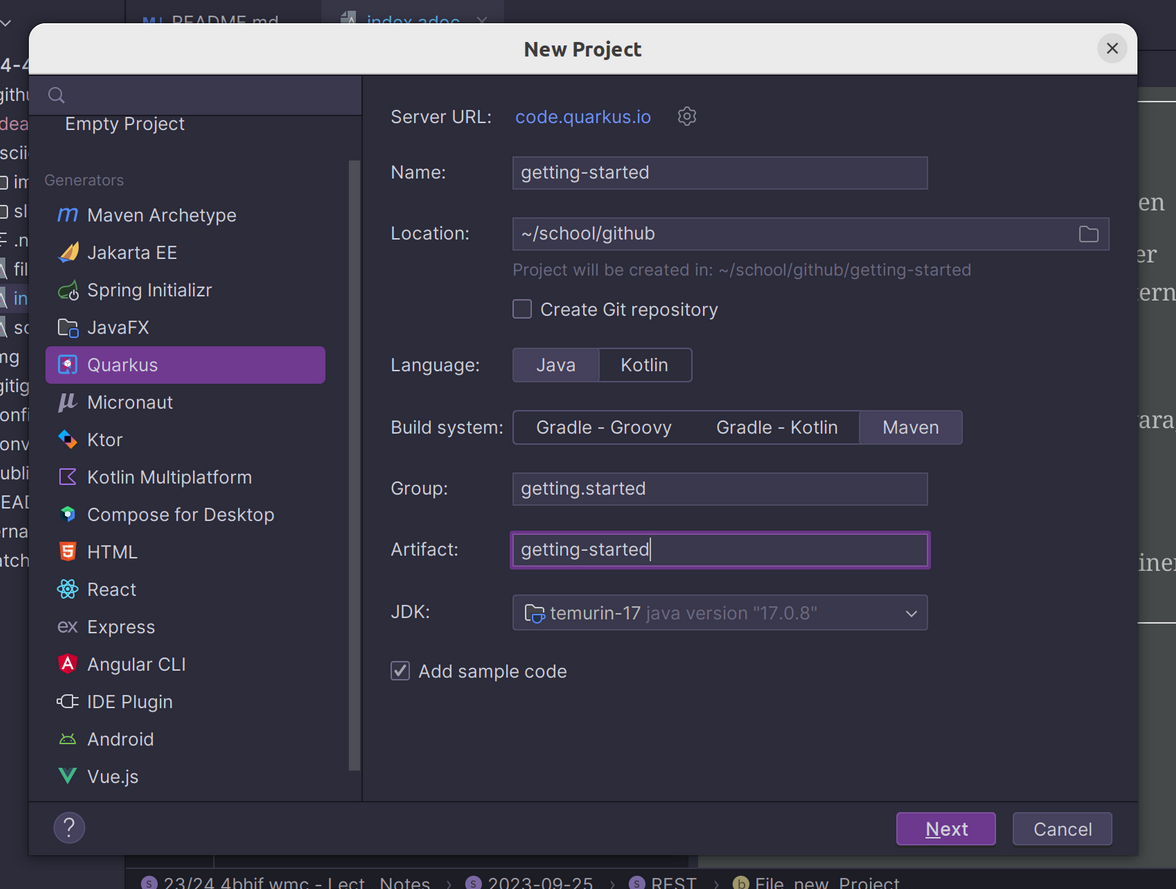 README.md
index.adoc
New Project
Empty Project
Generators
Maven Archetype
Jakarta EE
Spring Initializr
JavaFX
Quarkus
Micronaut
Ktor
Kotlin Multiplatform
Compose for Desktop
HTML
React
ex Express
Angular CLI
IDE Plugin
Android
Vue.js
Server URL: code.quarkus.io
Name: getting-started
Location: ~/school/github
Project will be created in: ~/school/github/getting-started
Create Git repository
Language: Java Kotlin
Build system: Gradle - Groovy Gradle - Kotlin Maven
Group: getting.started
Artifact: getting-started
JDK: temurin-17 java version "17.0.8"
Add sample code
? Next Cancel
S 23/24 4bhif wmc - Lect Notes › S 2023-09-25 › S REST › b File new Project